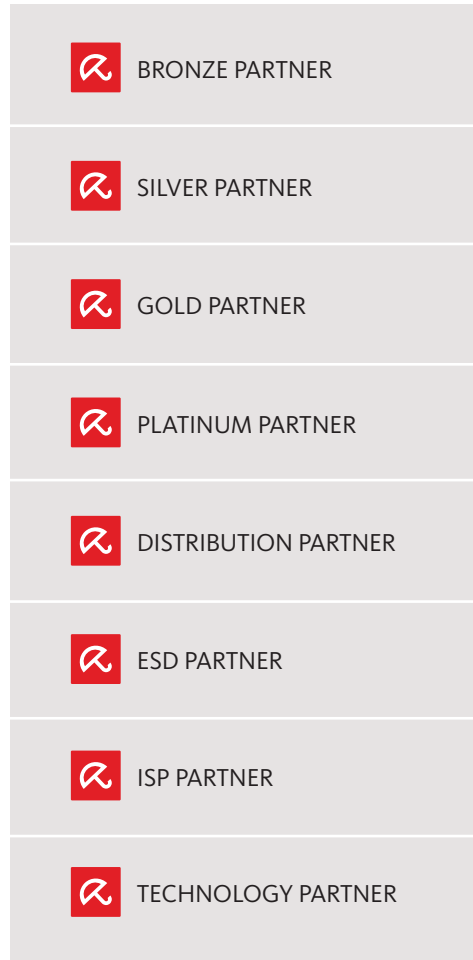 BRONZE PARTNER
SILVER PARTNER
GOLD PARTNER
PLATINUM PARTNER
DISTRIBUTION PARTNER
ESD PARTNER
ISP PARTNER
TECHNOLOGY PARTNER